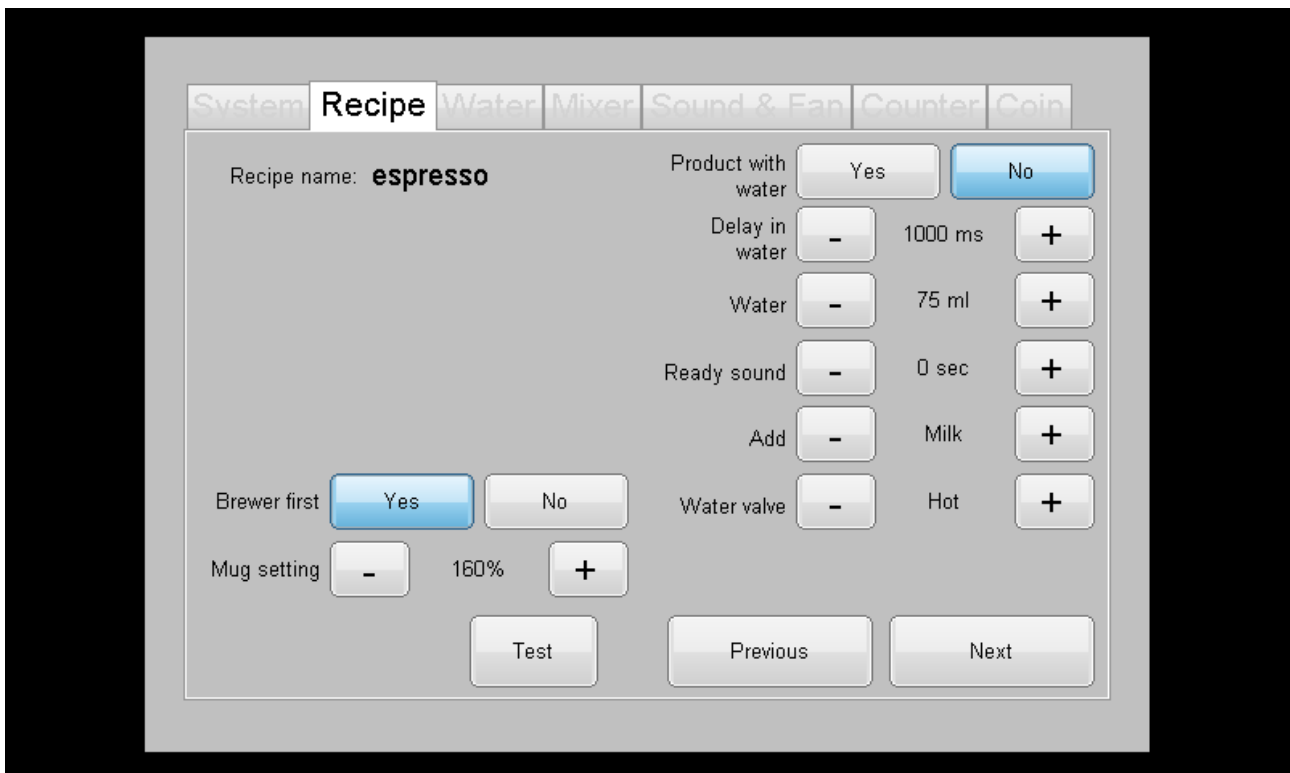 System Recipe Water Mixer Sound & Fan Counter Coin
Recipe name: espresso
Product with
water
Yes No
Delay in
water
- 1000 ms +
Water - 75 ml +
Ready sound - 0 sec +
Add - Milk +
Brewer first Yes No
Water valve - Hot +
Mug setting - 160% +
Test Previous Next